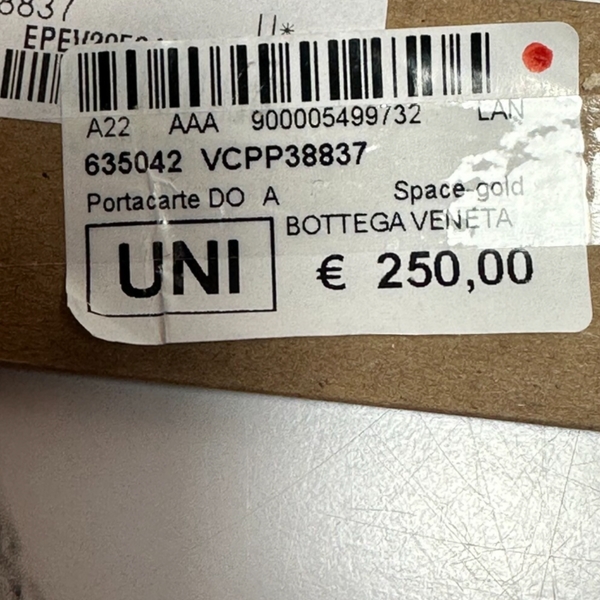 8837
A22 AAA 900005499732 LAN
635042 VCPP38837
Portacarte DO A Space-gold
BOTTEGA VENETA
UNI € 250,00